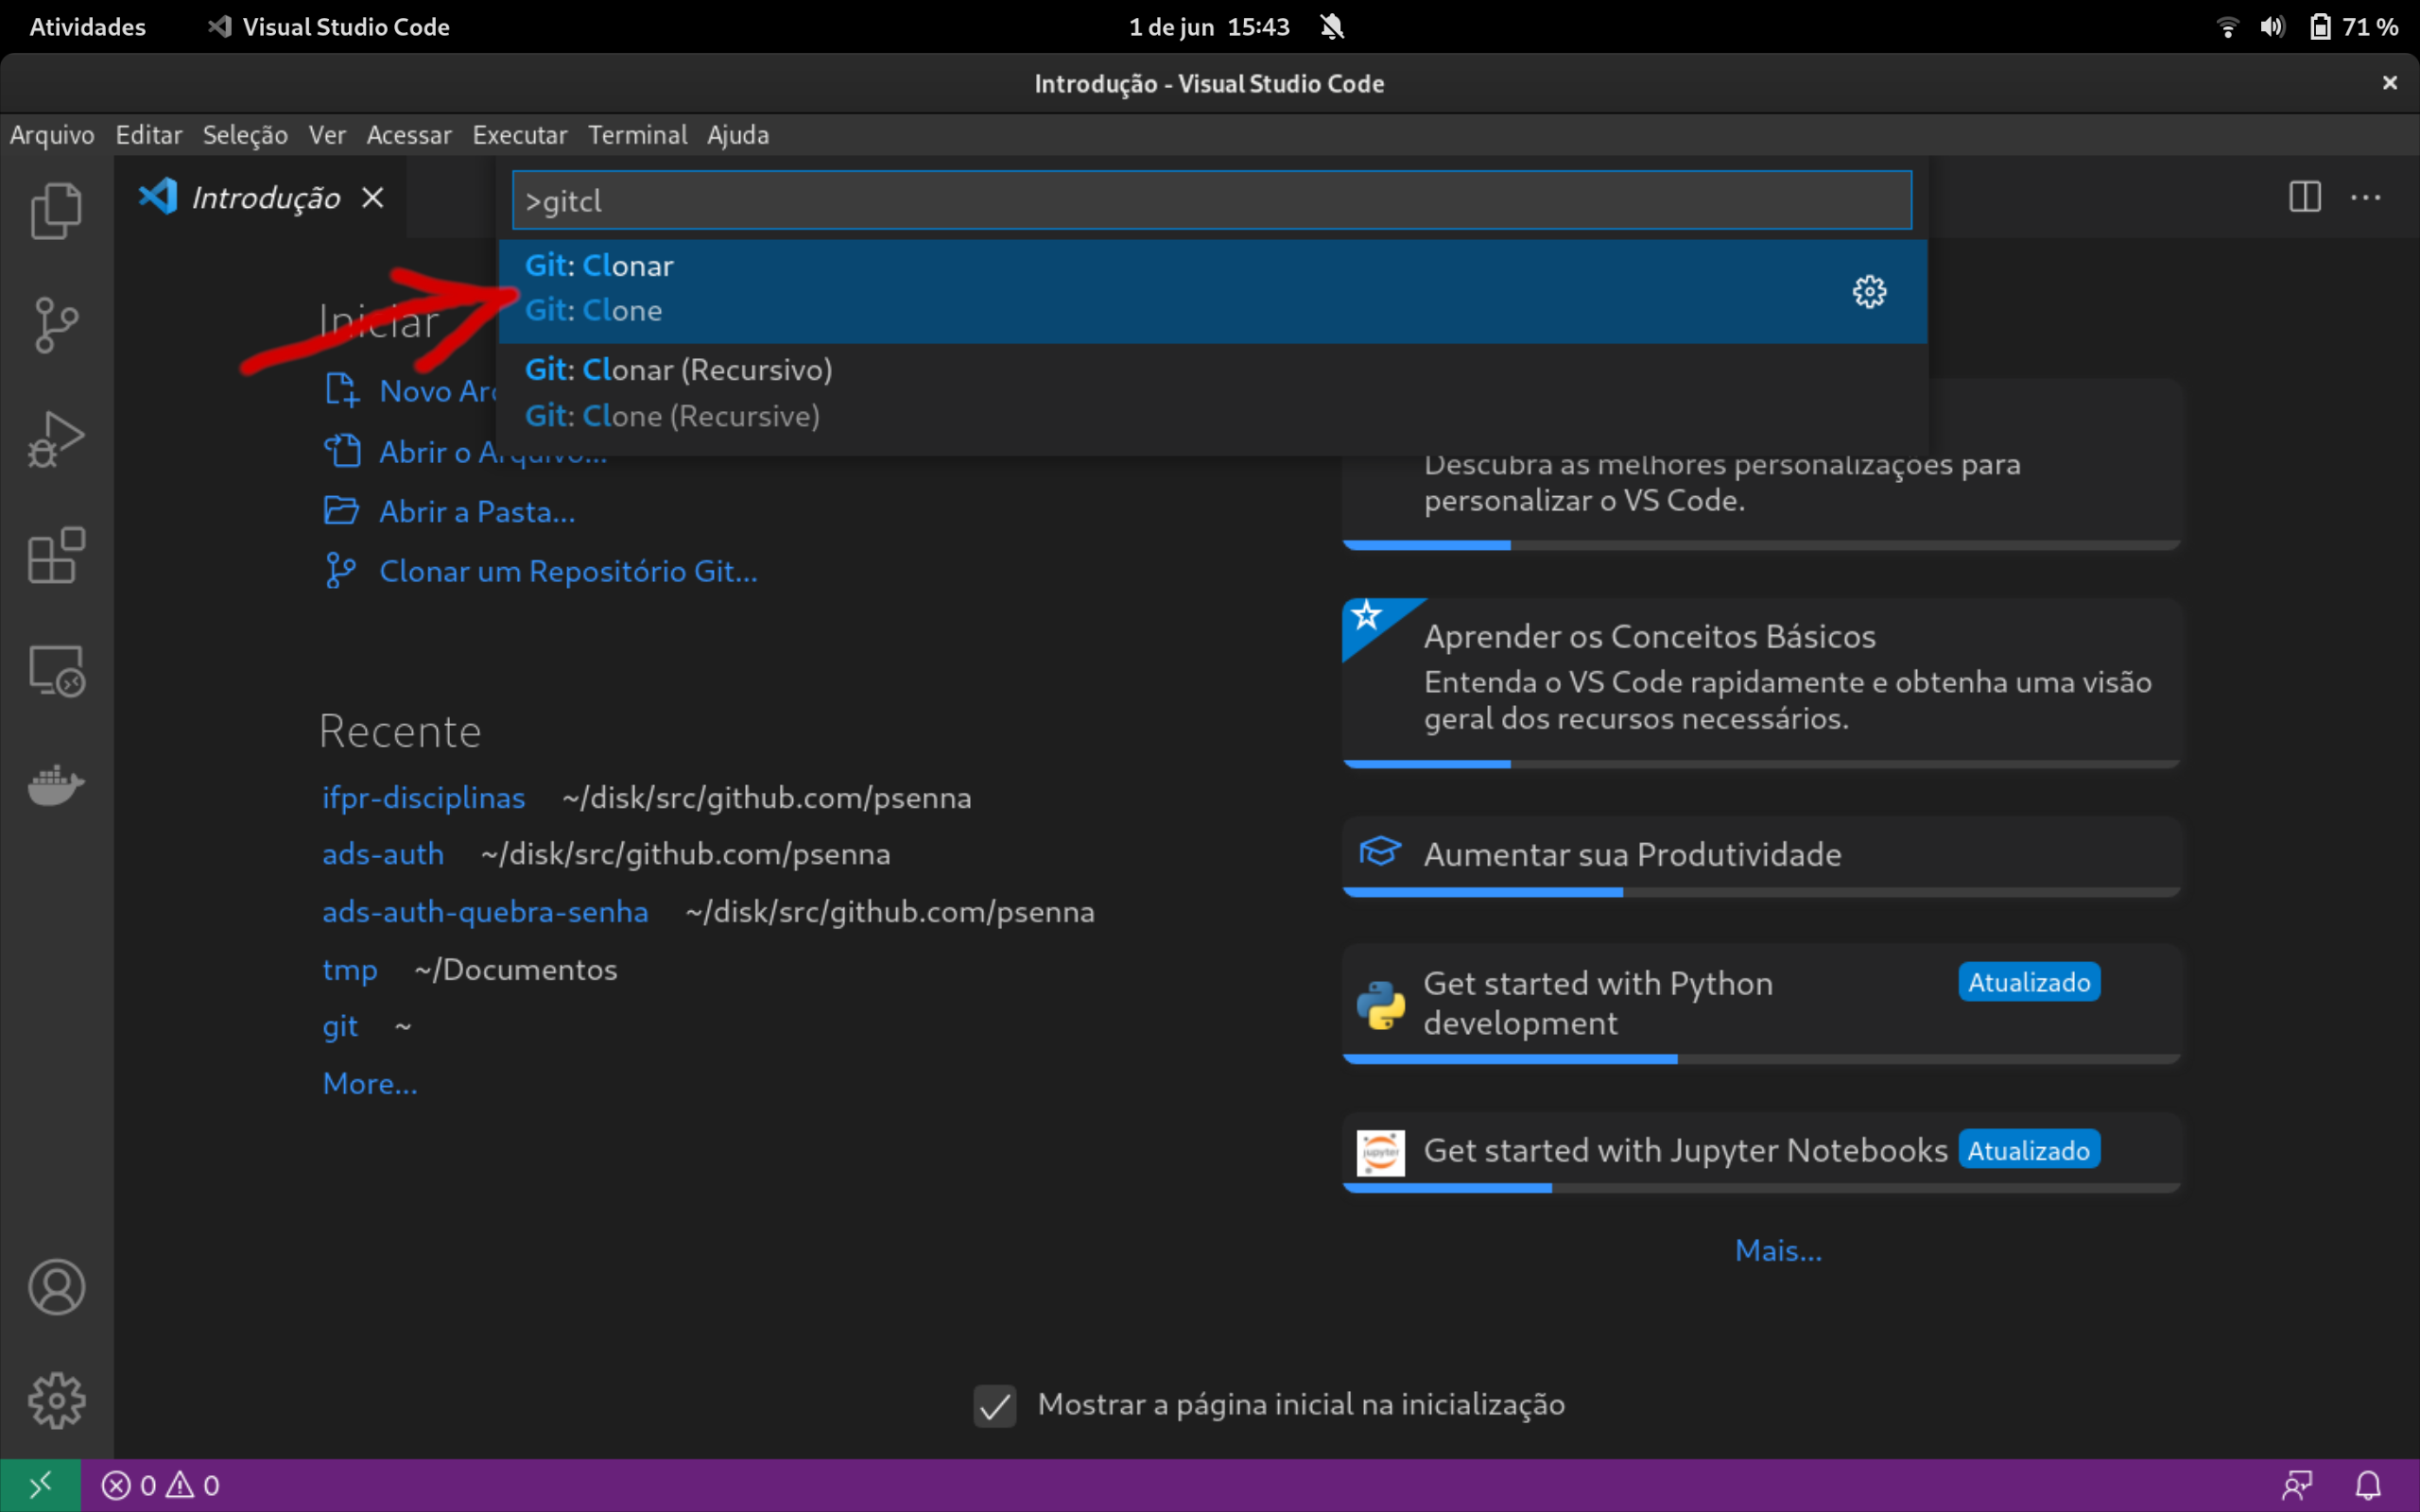 Atividades
Visual Studio Code
1 de jun 15:43
71 %
Introdução - Visual Studio Code
Arquivo Editar Seleção Ver Acessar Executar Terminal Ajuda
Introdução
>gitcl
Git: Clonar
Git: Clone
Git: Clonar (Recursivo)
Git: Clone (Recursive)
Iniciar
Novo
Abrir o Arquivo...
Abrir a Pasta...
Clonar um Repositório Git...
Recente
ifpr-disciplinas ~/disk/src/github.com/psenna
ads-auth ~/disk/src/github.com/psenna
ads-auth-quebra-senha ~/disk/src/github.com/psenna
tmp ~/Documentos
git ~
More...
Descubra as melhores personalizações para
personalizar o VS Code.
Aprender os Conceitos Básicos
Entenda o VS Code rapidamente e obtenha uma visão
geral dos recursos necessários.
Aumentar sua Produtividade
Get started with Python
development
Atualizado
jupyter
Get started with Jupyter Notebooks
Atualizado
Mais...
Mostrar a página inicial na inicialização
0
0